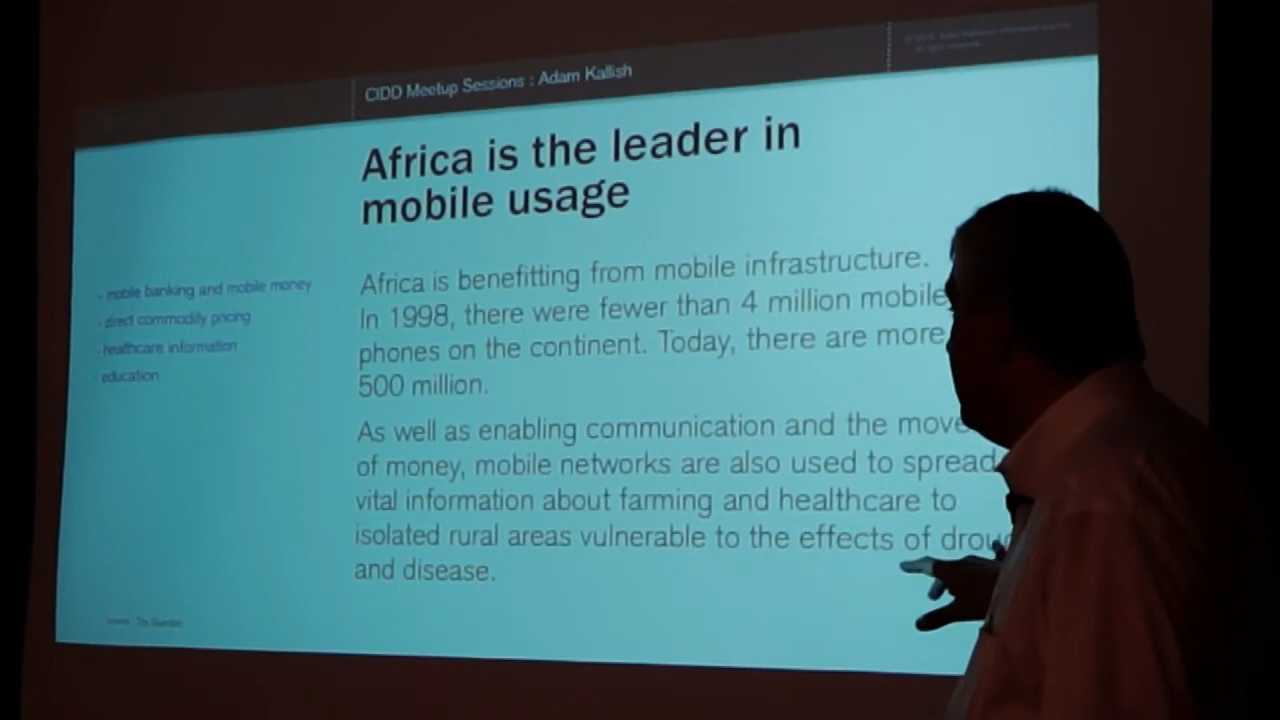 CIDD Meetup Sessions : Adam Kallish
Africa is the leader in
mobile usage
- mobile banking and mobile money
- direct commodity pricing
- healthcare information
- education
Africa is benefitting from mobile infrastructure.
In 1998, there were fewer than 4 million mobile
phones on the continent. Today, there are more
500 million.
As well as enabling communication and the move
of money, mobile networks are also used to spread
vital information about farming and healthcare to
isolated rural areas vulnerable to the effects of drou
and disease.
The Guardian